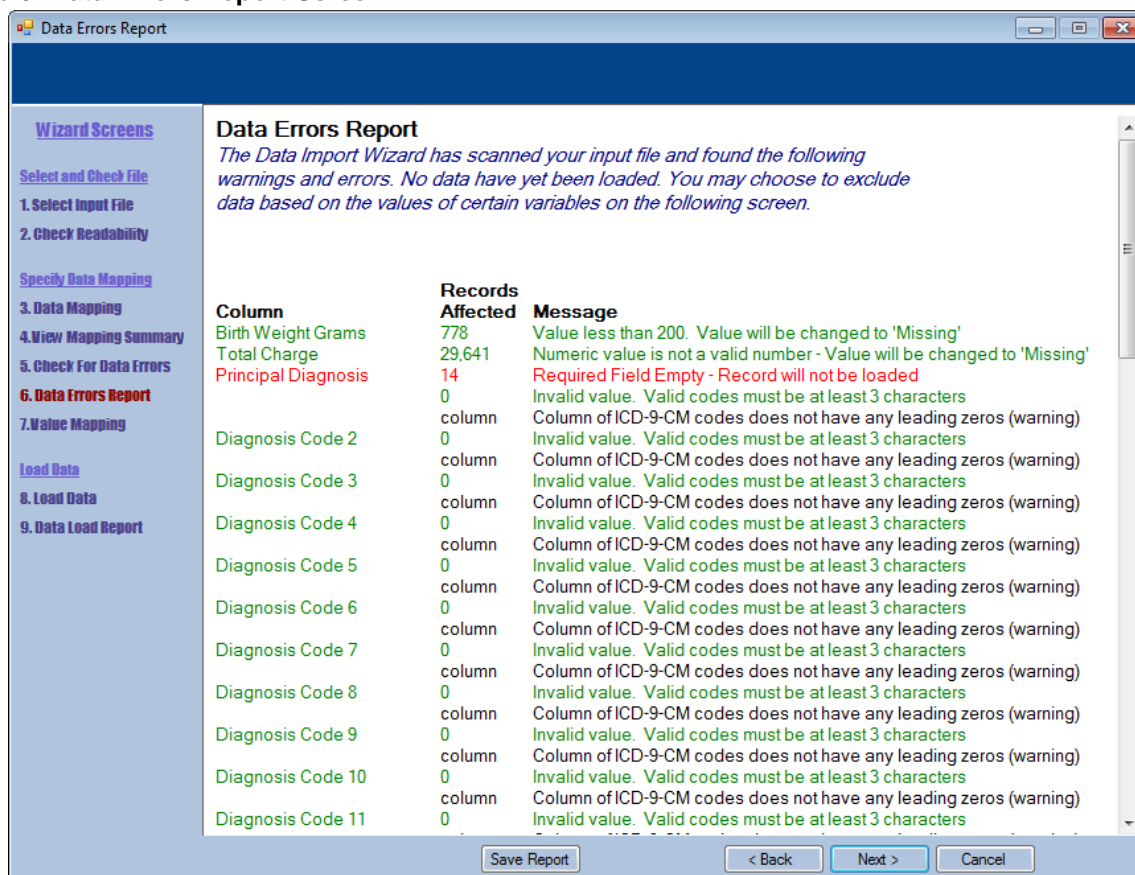 Data Errors Report
Wizard Screens
Select and Check File
1. Select Input File
2. Check Readability
Specify Data Mapping
3. Data Mapping
4.View Mapping Summary
5. Check For Data Errors
6. Data Errors Report
7.Value Mapping
Load Data
8. Load Data
9. Data Load Report
Data Errors Report
The Data Import Wizard has scanned your input file and found the following
warnings and errors. No data have yet been loaded. You may choose to exclude
data based on the values of certain variables on the following screen.
Records
Column Affected Message
Birth Weight Grams 778 Value less than 200. Value will be changed to 'Missing'
Total Charge 29,641 Numeric value is not a valid number - Value will be changed to 'Missing'
Principal Diagnosis 14 Required Field Empty - Record will not be loaded
0 Invalid value. Valid codes must be at least 3 characters
column Column of ICD-9-CM codes does not have any leading zeros (warning)
Diagnosis Code 2 0 Invalid value. Valid codes must be at least 3 characters
column Column of ICD-9-CM codes does not have any leading zeros (warning)
Diagnosis Code 3 0 Invalid value. Valid codes must be at least 3 characters
column Column of ICD-9-CM codes does not have any leading zeros (warning)
Diagnosis Code 4 0 Invalid value. Valid codes must be at least 3 characters
column Column of ICD-9-CM codes does not have any leading zeros (warning)
Diagnosis Code 5 0 Invalid value. Valid codes must be at least 3 characters
column Column of ICD-9-CM codes does not have any leading zeros (warning)
Diagnosis Code 6 0 Invalid value. Valid codes must be at least 3 characters
column Column of ICD-9-CM codes does not have any leading zeros (warning)
Diagnosis Code 7 0 Invalid value. Valid codes must be at least 3 characters
column Column of ICD-9-CM codes does not have any leading zeros (warning)
Diagnosis Code 8 0 Invalid value. Valid codes must be at least 3 characters
column Column of ICD-9-CM codes does not have any leading zeros (warning)
Diagnosis Code 9 0 Invalid value. Valid codes must be at least 3 characters
column Column of ICD-9-CM codes does not have any leading zeros (warning)
Diagnosis Code 10 0 Invalid value. Valid codes must be at least 3 characters
column Column of ICD-9-CM codes does not have any leading zeros (warning)
Diagnosis Code 11 0 Invalid value. Valid codes must be at least 3 characters
Save Report < Back Next > Cancel